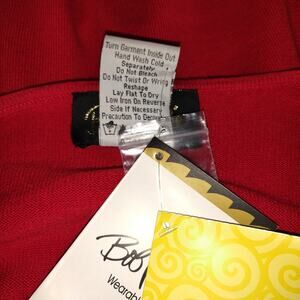 Turn Garment Inside Out
Hand Wash Cold
Separately
Do Not Bleach
Do Not Twist Or Wring
Reshape
Lay Flat To Dry
Low Iron On Reverse
Side If Necessary
Precaution To
Bob